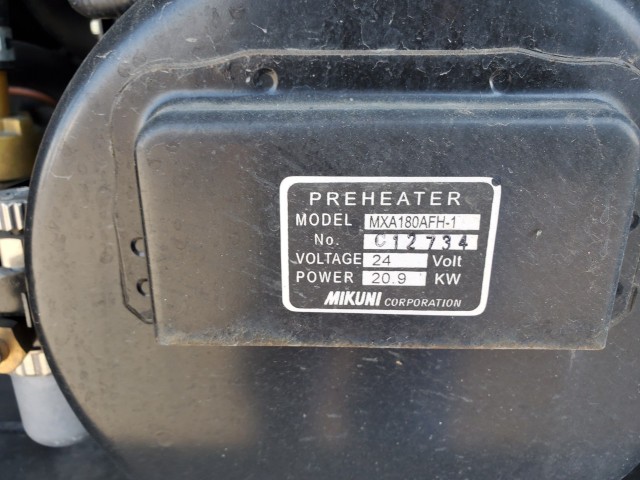 PREHEATER
MODEL MXA180AFH-1
No. C12734
VOLTAGE 24 Volt
POWER 20.9 KW
MIKUNI CORPORATION